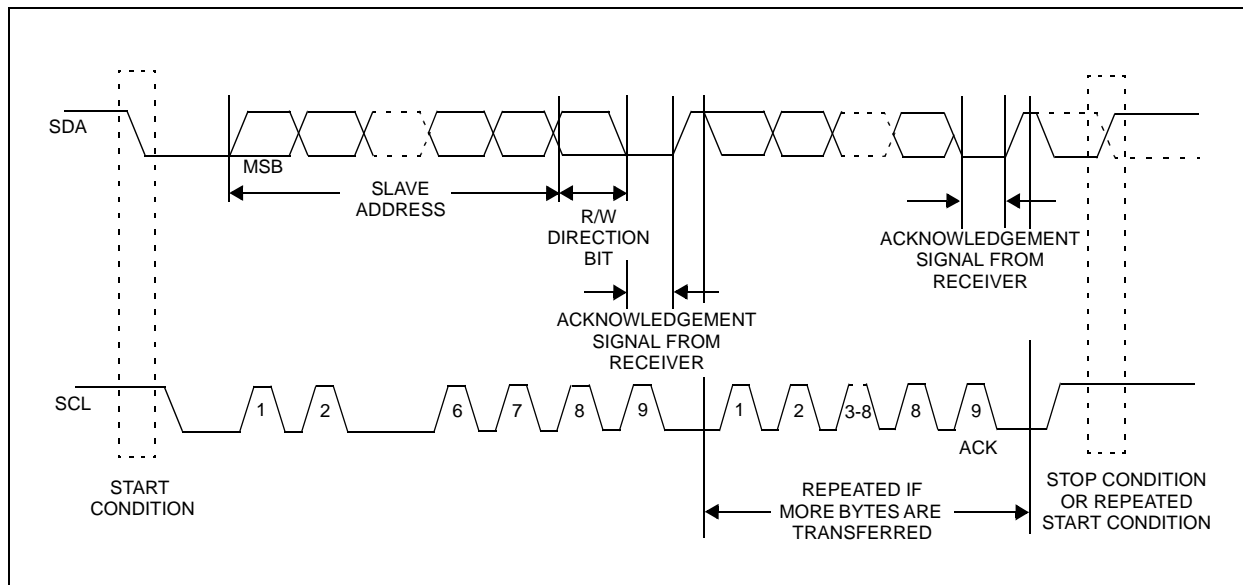 SDA
MSB
SLAVE
ADDRESS
R/W
DIRECTION
BIT
ACKNOWLEDGEMENT
SIGNAL FROM
RECEIVER
ACKNOWLEDGEMENT
SIGNAL FROM
RECEIVER
SCL
1
2
6
7
8
9
1
2
3-8
8
9
ACK
START
CONDITION
REPEATED IF
MORE BYTES ARE
TRANSFERRED
STOP CONDITION
OR REPEATED
START CONDITION